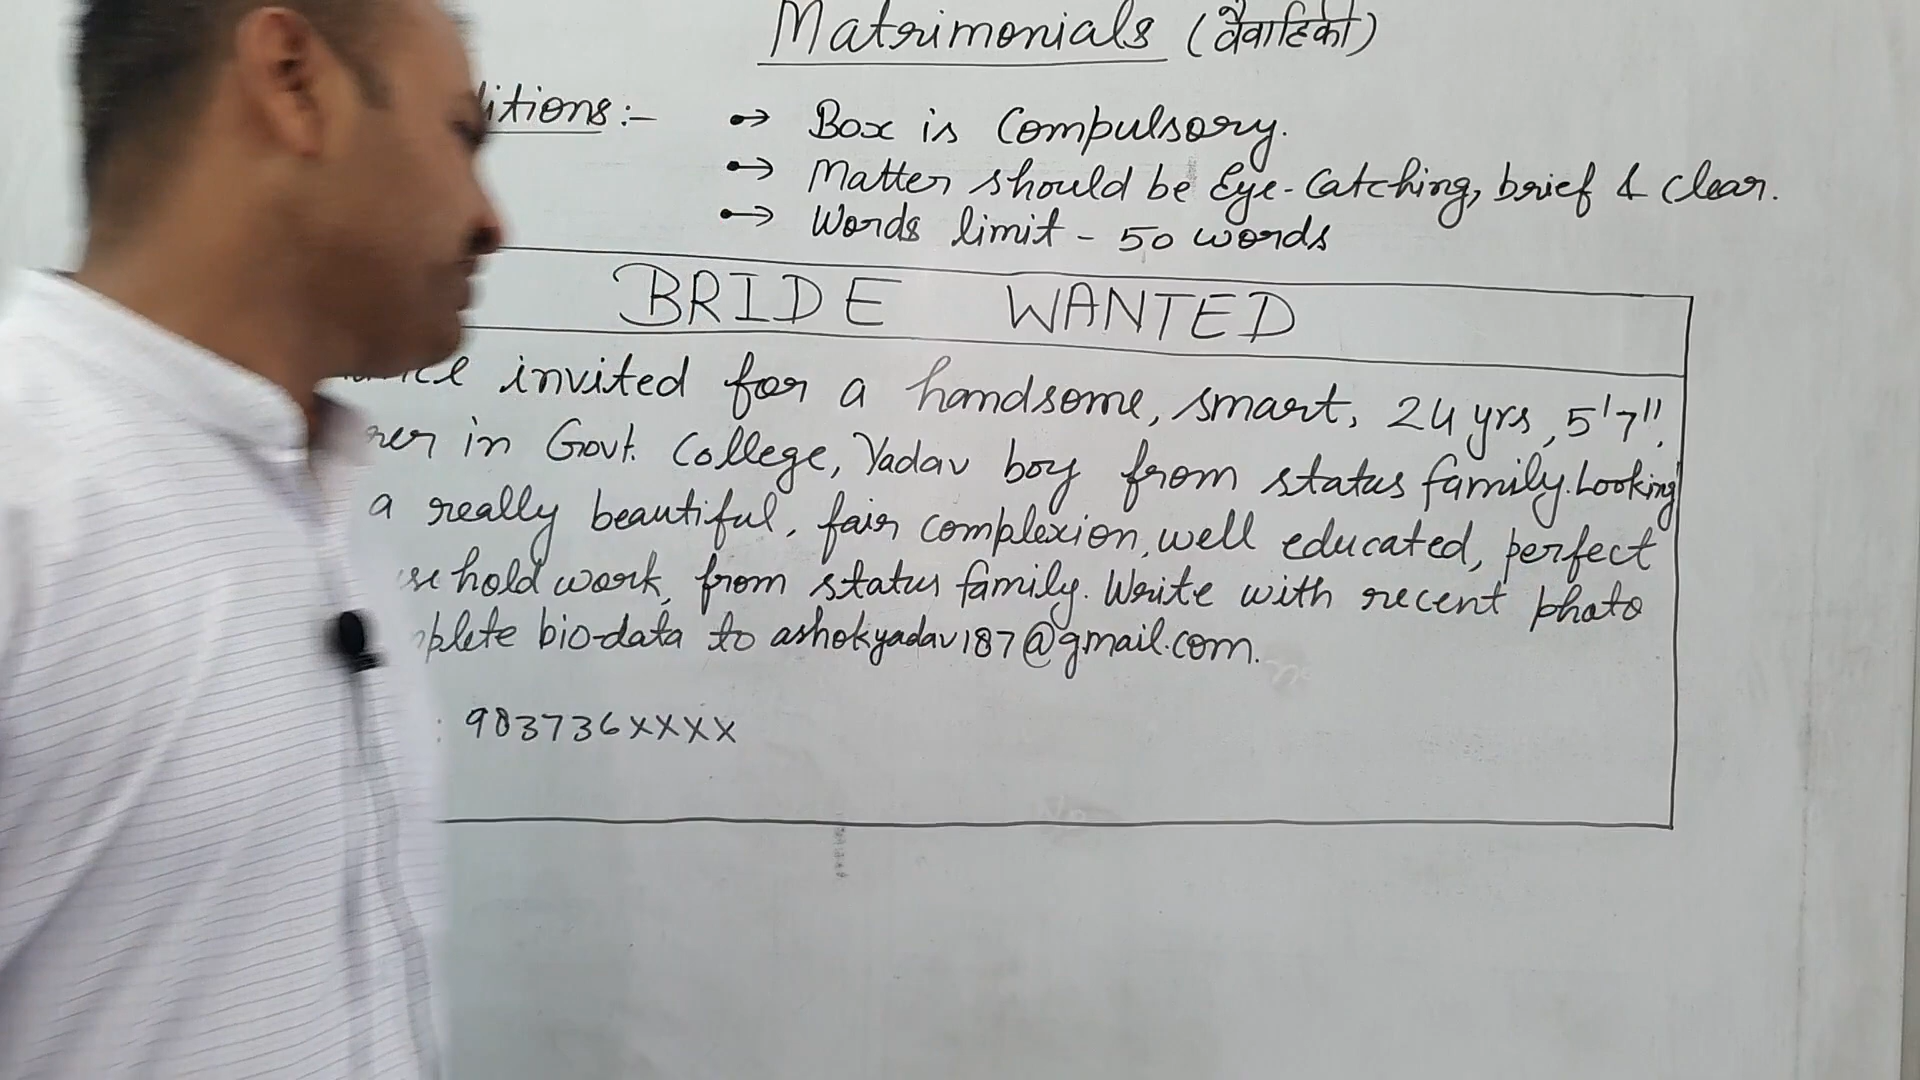 Matrimonials (वैवाहिकी)
itions:-
Box is Compulsory.
Matter should be Eye-Catching, brief & clear.
Words limit - 50 words
BRIDE WANTED
invited for a handsome, smart, 24 yrs, 5'7",
in Govt. College, Yadav boy from status family. Looking
a really beautiful, fair complexion, well educated, perfect
hold work, from status family. Write with recent photo
plete bio-data to ashokyadav187@gmail.com.
: 983736xxxx